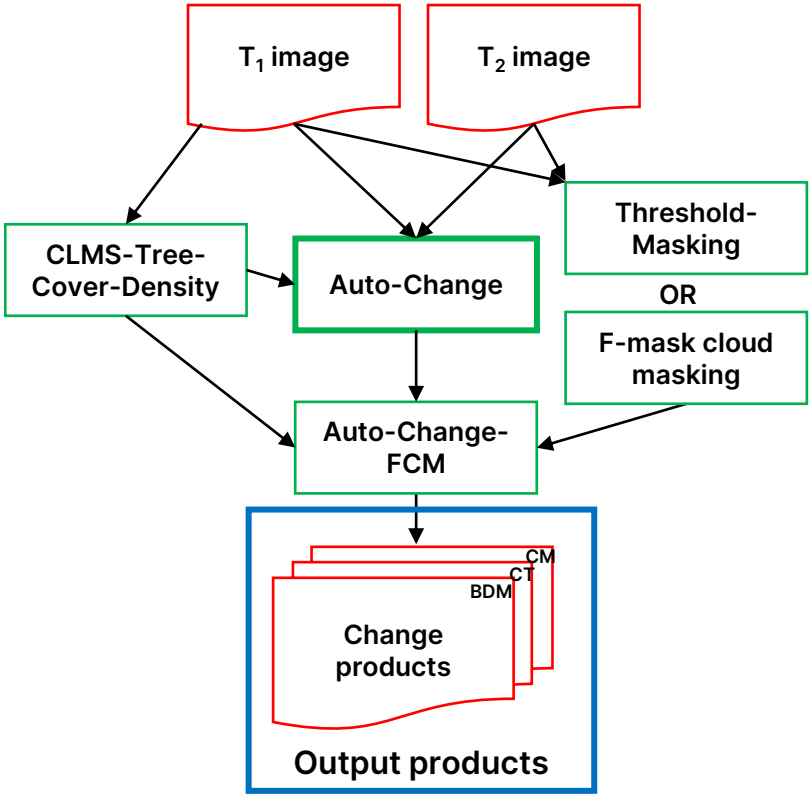 T₁ image
T₂ image
Threshold-
Masking
CLMS-Tree-
Cover-Density
Auto-Change
OR
F-mask cloud
masking
Auto-Change-
FCM
CM
CT
BDM
Change
products
Output products